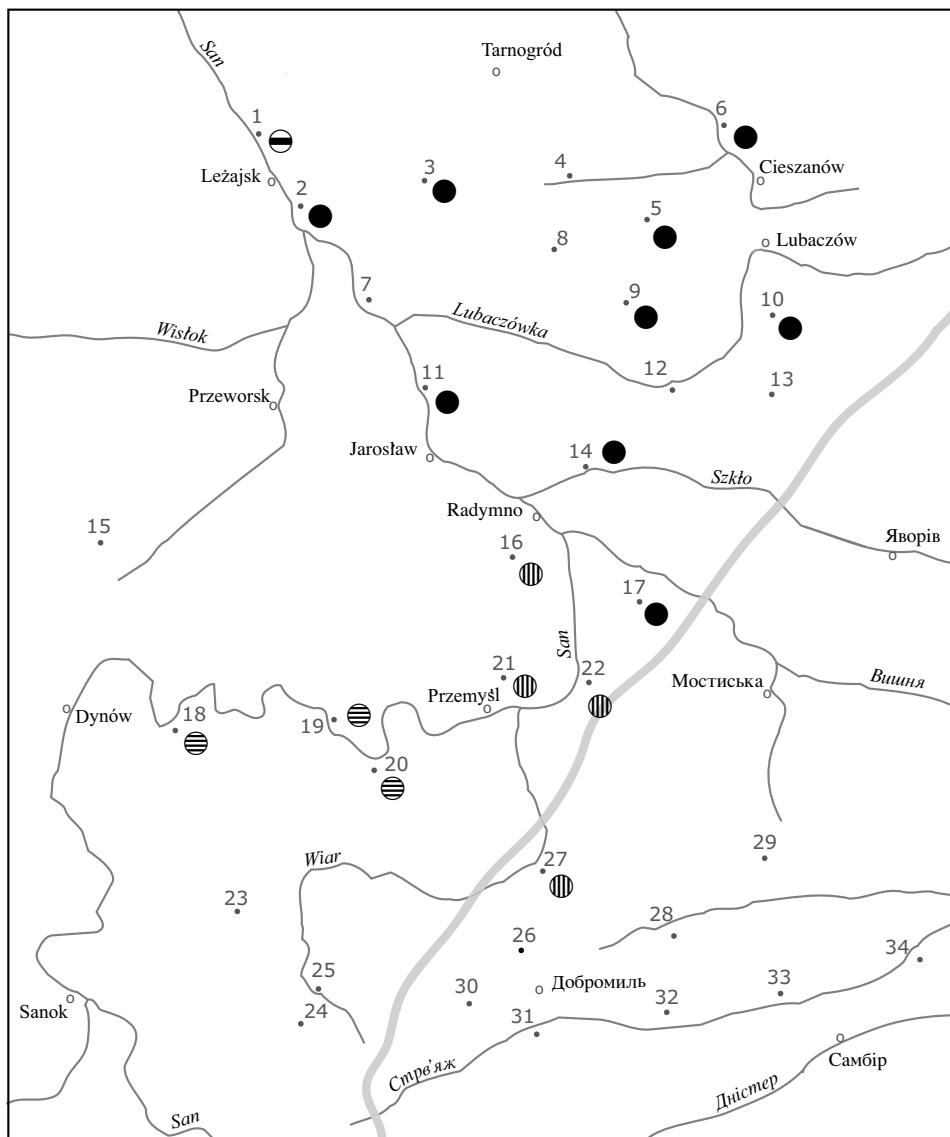 San
Tarnogród
1
6
3
4
Leżajsk
Cieszanów
2
5
8
Lubaczów
7
9
10
Wisłok
Lubaczówka
11
12
13
Przeworsk
Jarosław
14
Szkło
Radymno
15
16
Яворів
17
San
21
22
Мостиська
Вишня
Dynów
18
Przemyśl
19
20
Wiar
27
29
23
28
26
34
25
Добромиль
33
Sanok
30
24
31
32
Стрв'яж
Самбір
Дністер
San